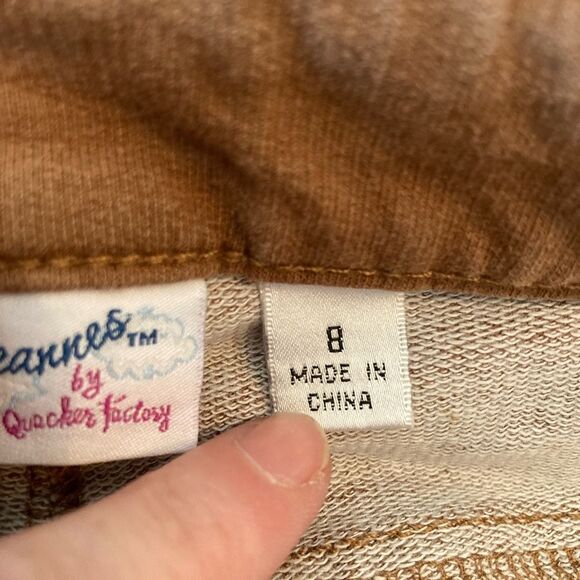 eannes™
by
Quacker Factory
8
MADE IN
CHINA